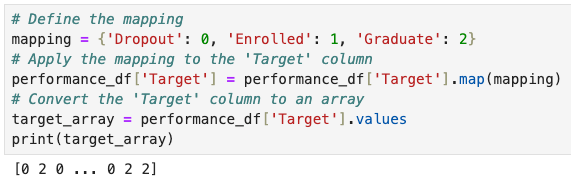 # Define the mapping
mapping = {'Dropout': 0, 'Enrolled': 1, 'Graduate': 2}
# Apply the mapping to the 'Target' column
performance_df['Target'] = performance_df['Target'].map(mapping)
# Convert the 'Target' column to an array
target_array = performance_df['Target'].values
print(target_array)
[0 2 0 ... 0 2 2]